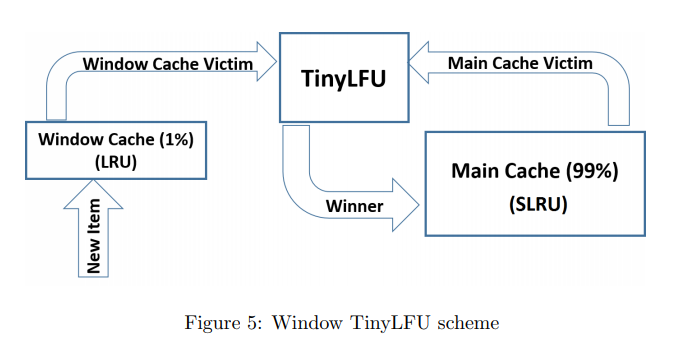 Window Cache Victim
TinyLFU
Main Cache Victim
Window Cache (1%)
(LRU)
Main Cache (99%)
(SLRU)
Winner
New Item
Figure 5: Window TinyLFU scheme